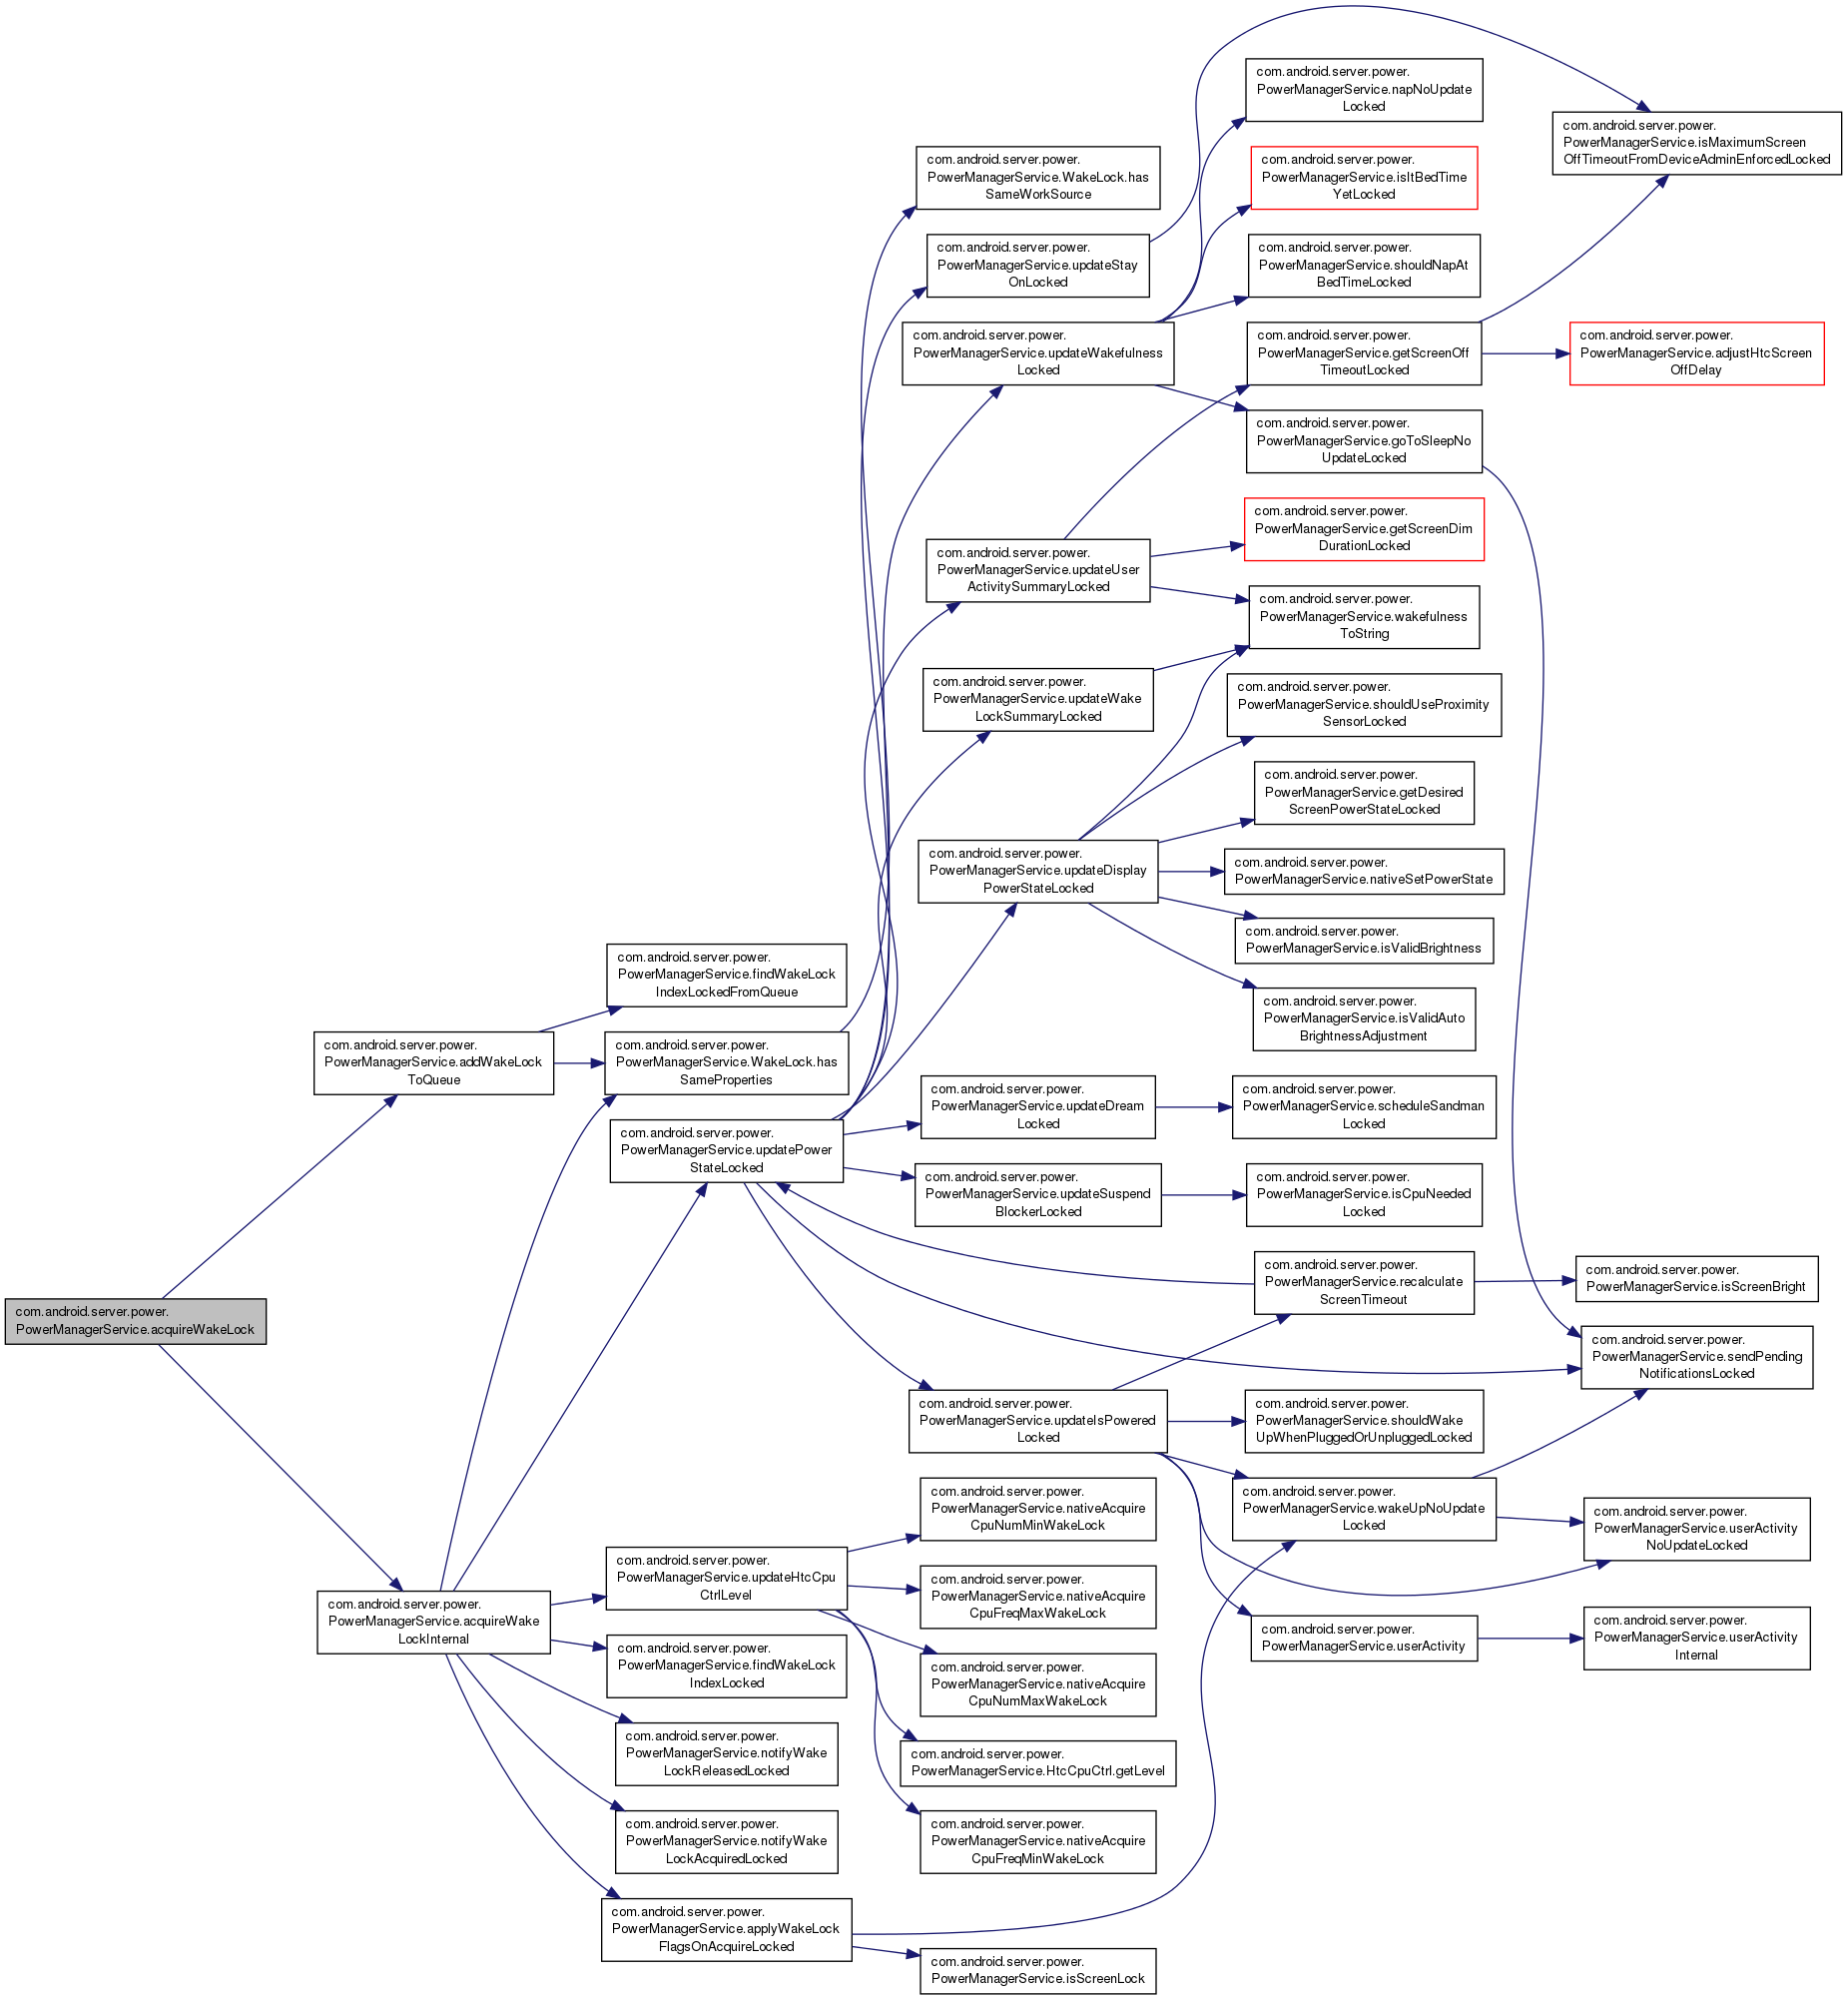 com.android.server.power.
PowerManagerService.napNoUpdate
Locked
com.android.server.power.
PowerManagerService.isMaximumScreen
OffTimeoutFromDeviceAdminEnforcedLocked
com.android.server.power.
PowerManagerService.WakeLock.has
SameWorkSource
com.android.server.power.
PowerManagerService.isItBedTime
YetLocked
com.android.server.power.
PowerManagerService.updateStay
OnLocked
com.android.server.power.
PowerManagerService.shouldNapAt
BedTimeLocked
com.android.server.power.
PowerManagerService.updateWakefulness
Locked
com.android.server.power.
PowerManagerService.getScreenOff
TimeoutLocked
com.android.server.power.
PowerManagerService.adjustHtcScreen
OffDelay
com.android.server.power.
PowerManagerService.goToSleepNo
UpdateLocked
com.android.server.power.
PowerManagerService.getScreenDim
DurationLocked
com.android.server.power.
PowerManagerService.updateUser
ActivitySummaryLocked
com.android.server.power.
PowerManagerService.wakefulness
ToString
com.android.server.power.
PowerManagerService.updateWake
LockSummaryLocked
com.android.server.power.
PowerManagerService.shouldUseProximity
SensorLocked
com.android.server.power.
PowerManagerService.getDesired
ScreenPowerStateLocked
com.android.server.power.
PowerManagerService.updateDisplay
PowerStateLocked
com.android.server.power.
PowerManagerService.nativeSetPowerState
com.android.server.power.
PowerManagerService.isValidBrightness
com.android.server.power.
PowerManagerService.findWakeLock
IndexLockedFromQueue
com.android.server.power.
PowerManagerService.isValidAuto
BrightnessAdjustment
com.android.server.power.
PowerManagerService.addWakeLock
ToQueue
com.android.server.power.
PowerManagerService.WakeLock.has
SameProperties
com.android.server.power.
PowerManagerService.updateDream
Locked
com.android.server.power.
PowerManagerService.scheduleSandman
Locked
com.android.server.power.
PowerManagerService.updatePower
StateLocked
com.android.server.power.
PowerManagerService.updateSuspend
BlockerLocked
com.android.server.power.
PowerManagerService.isCpuNeeded
Locked
com.android.server.power.
PowerManagerService.recalculate
ScreenTimeout
com.android.server.power.
PowerManagerService.isScreenBright
com.android.server.power.
PowerManagerService.acquireWakeLock
com.android.server.power.
PowerManagerService.sendPending
NotificationsLocked
com.android.server.power.
PowerManagerService.updateIsPowered
Locked
com.android.server.power.
PowerManagerService.shouldWake
UpWhenPluggedOrUnpluggedLocked
com.android.server.power.
PowerManagerService.nativeAcquire
CpuNumMinWakeLock
com.android.server.power.
PowerManagerService.wakeUpNoUpdate
Locked
com.android.server.power.
PowerManagerService.userActivity
NoUpdateLocked
com.android.server.power.
PowerManagerService.updateHtcCpu
CtrlLevel
com.android.server.power.
PowerManagerService.nativeAcquire
CpuFreqMaxWakeLock
com.android.server.power.
PowerManagerService.acquireWake
LockInternal
com.android.server.power.
PowerManagerService.userActivity
com.android.server.power.
PowerManagerService.userActivity
Internal
com.android.server.power.
PowerManagerService.findWakeLock
IndexLocked
com.android.server.power.
PowerManagerService.nativeAcquire
CpuNumMaxWakeLock
com.android.server.power.
PowerManagerService.notifyWake
LockReleasedLocked
com.android.server.power.
PowerManagerService.HtcCpuCtrl.getLevel
com.android.server.power.
PowerManagerService.notifyWake
LockAcquiredLocked
com.android.server.power.
PowerManagerService.nativeAcquire
CpuFreqMinWakeLock
com.android.server.power.
PowerManagerService.applyWakeLock
FlagsOnAcquireLocked
com.android.server.power.
PowerManagerService.isScreenLock